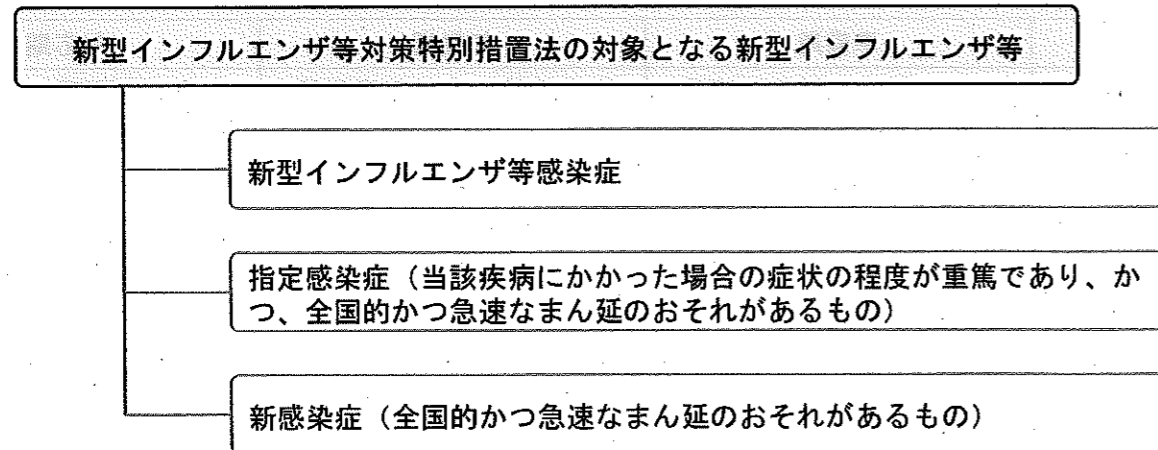 新型インフルエンザ等対策特別措置法の対象となる新型インフルエンザ等
新型インフルエンザ等感染症
指定感染症（当該疾病にかかった場合の症状の程度が重篤であり、か
つ、全国的かつ急速なまん延のおそれがあるもの）
新感染症（全国的かつ急速なまん延のおそれがあるもの）